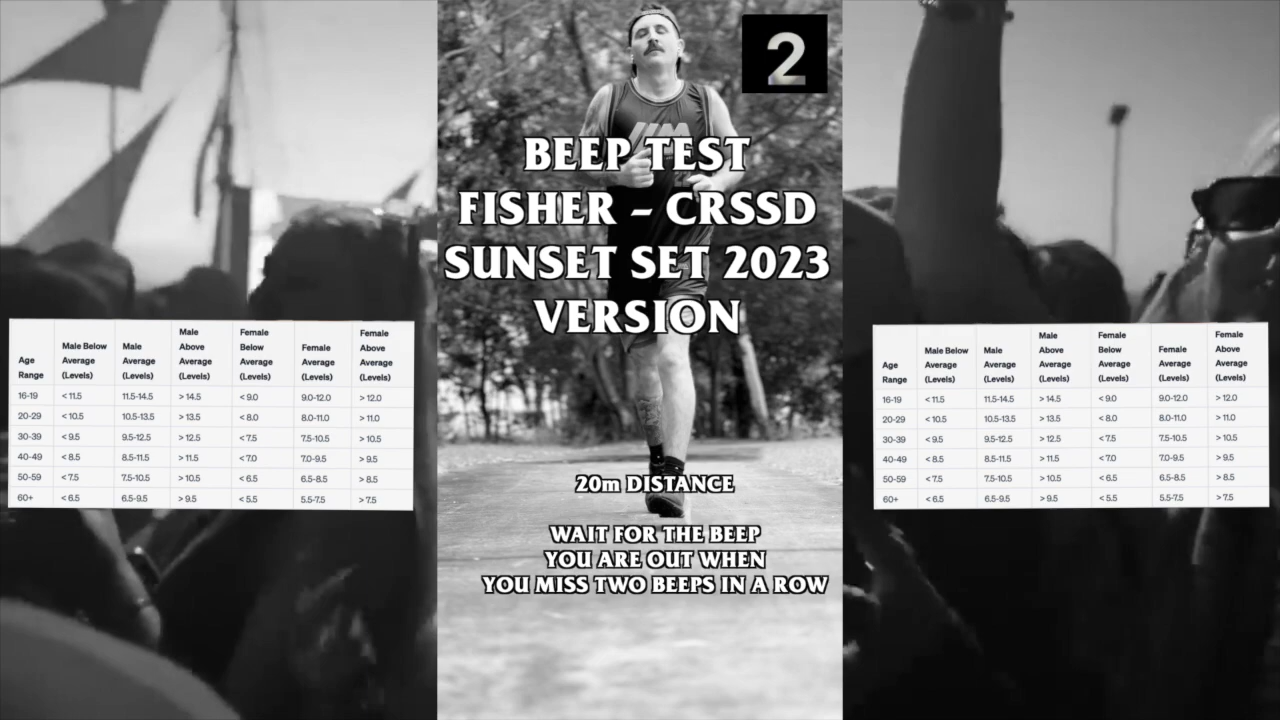 2
BEEP TEST
FISHER – CRSSD
SUNSET SET 2023
VERSION
20m DISTANCE
WAIT FOR THE BEEP
YOU ARE OUT WHEN
YOU MISS TWO BEEPS IN A ROW
Age Range Male Below Average (Levels) Male Average (Levels) Male Above Average (Levels) Female Below Average (Levels) Female Average (Levels) Female Above Average (Levels)
16-19 < 11.5 11.5-14.5 > 14.5 < 9.0 9.0-12.0 > 12.0
20-29 < 10.5 10.5-13.5 > 13.5 < 8.0 8.0-11.0 > 11.0
30-39 < 9.5 9.5-12.5 > 12.5 < 7.5 7.5-10.5 > 10.5
40-49 < 8.5 8.5-11.5 > 11.5 < 7.0 7.0-9.5 > 9.5
50-59 < 7.5 7.5-10.5 > 10.5 < 6.5 6.5-8.5 > 8.5
60+ < 6.5 6.5-9.5 > 9.5 < 5.5 5.5-7.5 > 7.5
Age Range Male Below Average (Levels) Male Average (Levels) Male Above Average (Levels) Female Below Average (Levels) Female Average (Levels) Female Above Average (Levels)
16-19 < 11.5 11.5-14.5 > 14.5 < 9.0 9.0-12.0 > 12.0
20-29 < 10.5 10.5-13.5 > 13.5 < 8.0 8.0-11.0 > 11.0
30-39 < 9.5 9.5-12.5 > 12.5 < 7.5 7.5-10.5 > 10.5
40-49 < 8.5 8.5-11.5 > 11.5 < 7.0 7.0-9.5 > 9.5
50-59 < 7.5 7.5-10.5 > 10.5 < 6.5 6.5-8.5 > 8.5
60+ < 6.5 6.5-9.5 > 9.5 < 5.5 5.5-7.5 > 7.5